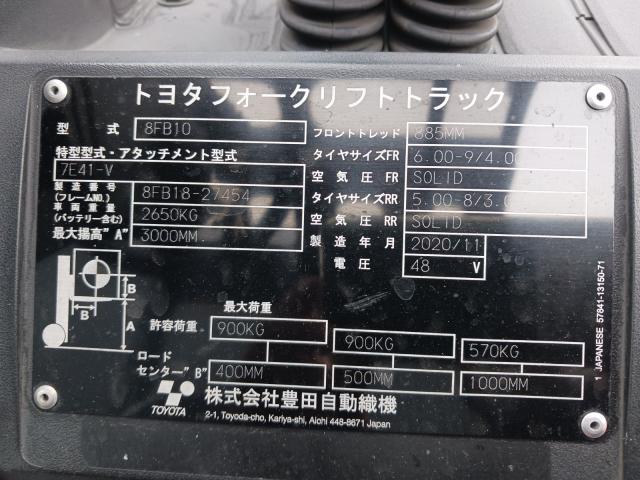 トヨタフォークリフトトラック
型式 8FB10
フロントトレッド 885MM
特型型式・アタッチメント型式
7E41-V
タイヤサイズFR 6.00-9/4.00
空気圧 FR SOLID
製造番号 (フレームNO.) 8FB18-27454
タイヤサイズRR 5.00-8/3.0
車両重量 (バッテリー含む) 2650KG
空気圧 RR SOLID
最大揚高"A" 3000MM
製造年月 2020/11
電圧 48 V
B
B
A
最大荷重
許容荷重 900KG 900KG 570KG
ロード
センター"B" 400MM 500MM 1000MM
TOYOTA
株式会社豊田自動織機
2-1, Toyoda-cho, Kariya-shi, Aichi 448-8671 Japan
1 JAPANESE 57841-13150-71